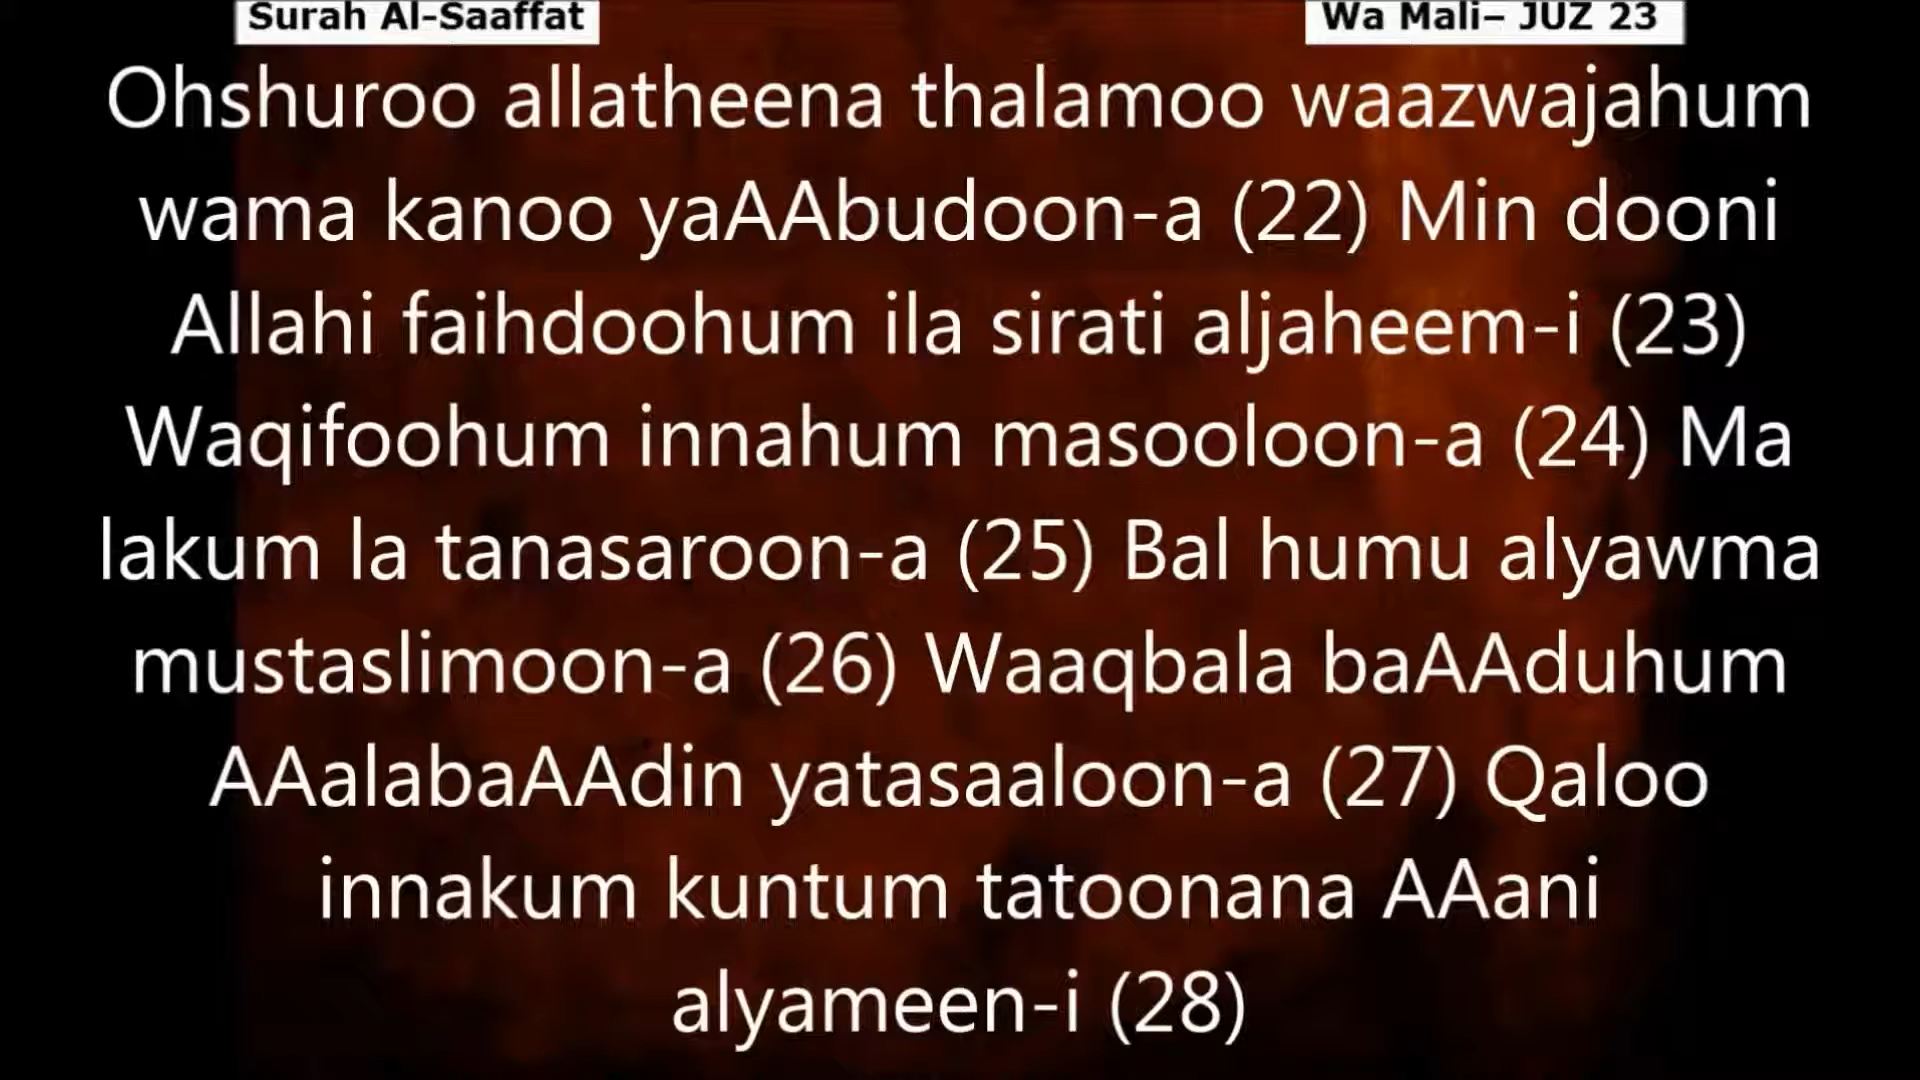 Surah Al-Saaffat
Wa Mali– JUZ 23
Ohshuroo allatheena thalamoo waazwajahum
wama kanoo yaAAbudoon-a (22) Min dooni
Allahi faihdoohum ila sirati aljaheem-i (23)
Waqifoohum innahum masooloon-a (24) Ma
lakum la tanasaroon-a (25) Bal humu alyawma
mustaslimoon-a (26) Waaqbala baAAduhum
AAalabaAAdin yatasaaloon-a (27) Qaloo
innakum kuntum tatoonana AAani
alyameen-i (28)